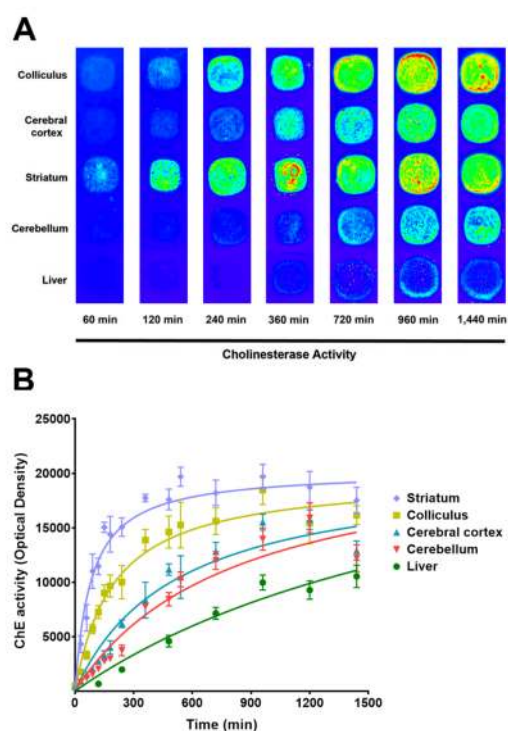 A
Colliculus
Cerebral
cortex
Striatum
Cerebellum
Liver
60 min 120 min 240 min 360 min 720 min 960 min 1,440 min
Cholinesterase Activity
B
25000
20000
15000
10000
5000
0 300 600 900 1200 1500
ChE activity (Optical Density)
Time (min)
Striatum
Colliculus
Cerebral cortex
Cerebellum
Liver